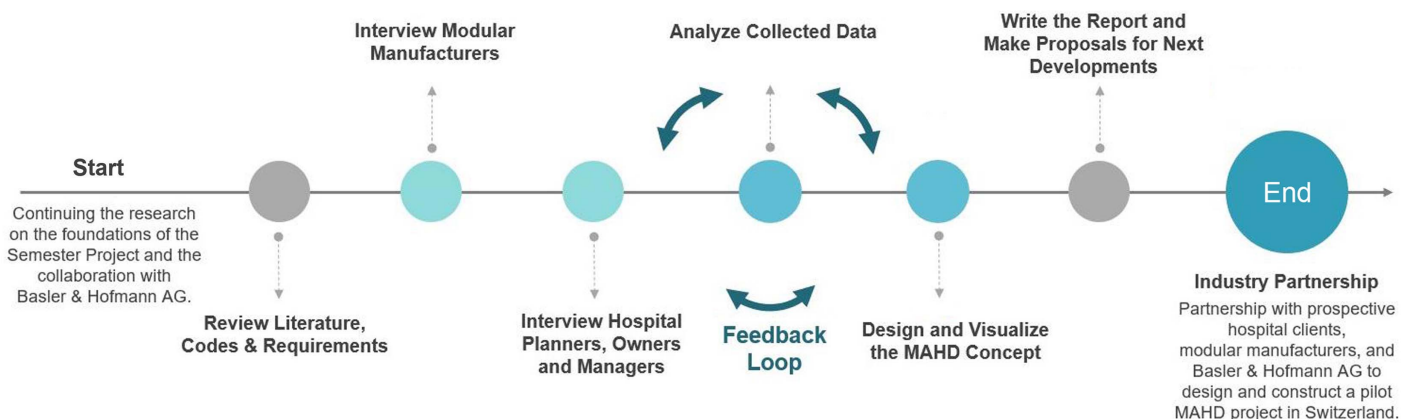 Start
Continuing the research
on the foundations of the
Semester Project and the
collaboration with
Basler & Hofmann AG.
Review Literature,
Codes & Requirements
Interview Modular
Manufacturers
Interview Hospital
Planners, Owners
and Managers
Analyze Collected Data
Feedback
Loop
Design and Visualize
the MAHD Concept
Write the Report and
Make Proposals for Next
Developments
End
Industry Partnership
Partnership with prospective
hospital clients,
modular manufacturers, and
Basler & Hofmann AG to
design and construct a pilot
MAHD project in Switzerland.